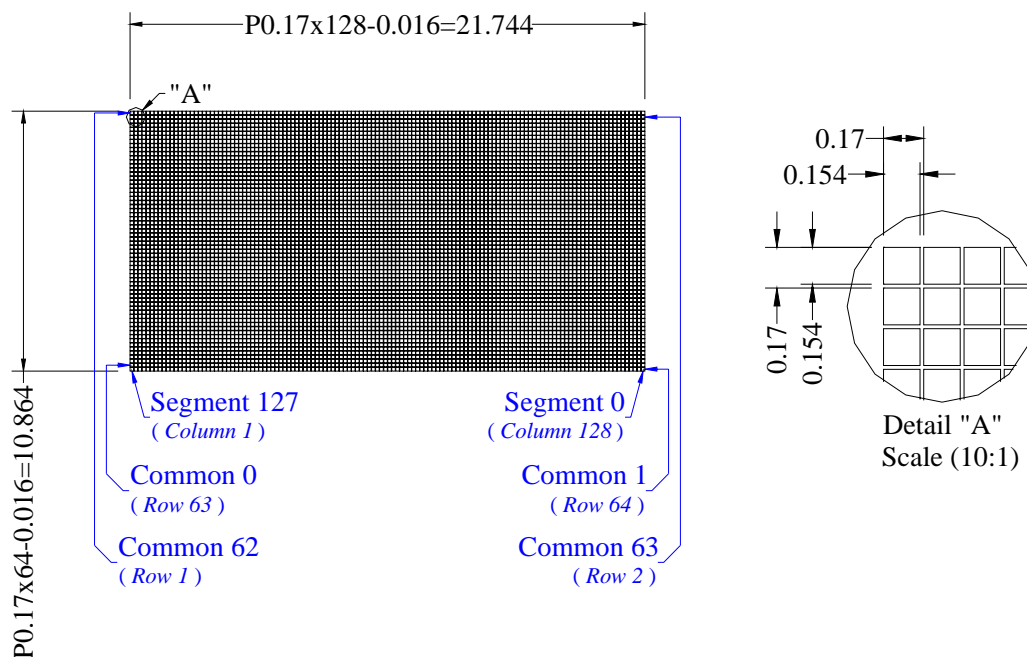 P0.17x128-0.016=21.744
"A"
P0.17x64-0.016=10.864
Segment 127
( Column 1 )
Segment 0
( Column 128 )
Common 0
( Row 63 )
Common 1
( Row 64 )
Common 62
( Row 1 )
Common 63
( Row 2 )
0.17
0.154
0.17
0.154
Detail "A"
Scale (10:1)